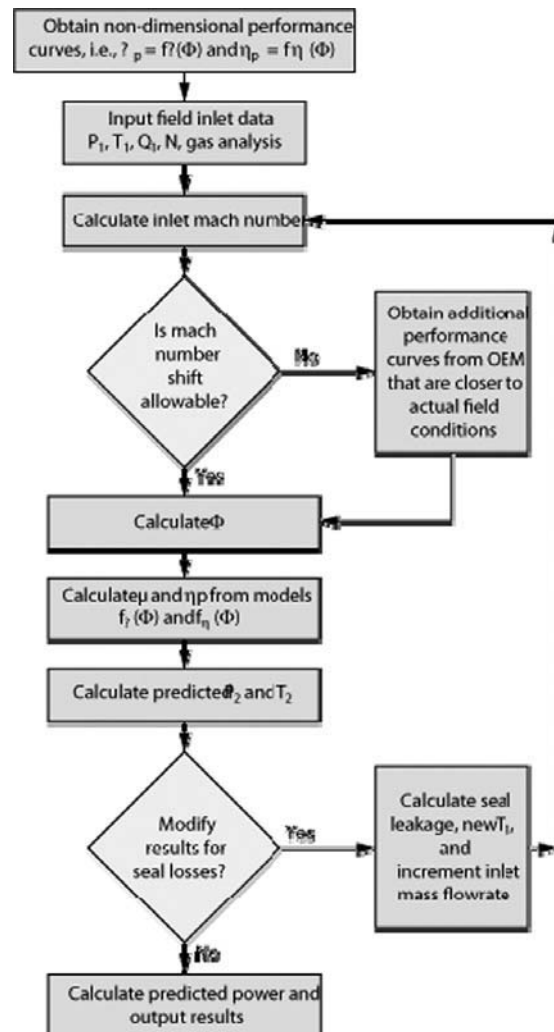 Obtain non-dimensional performance
curves, i.e., ?p = f?(Φ) and ηp = fη (Φ)
Input field inlet data
P1, T1, Q1, N, gas analysis
Calculate inlet mach number
Is mach
number
shift
allowable?
No
Obtain additional
performance
curves from OEM
that are closer to
actual field
conditions
Yes
CalculateΦ
Calculateμ and ηp from models
f? (Φ) and fη (Φ)
Calculate predicted P2 and T2
Modify
results for
seal losses?
Yes
Calculate seal
leakage, newT1,
and
increment inlet
mass flowrate
No
Calculate predicted power and
output results